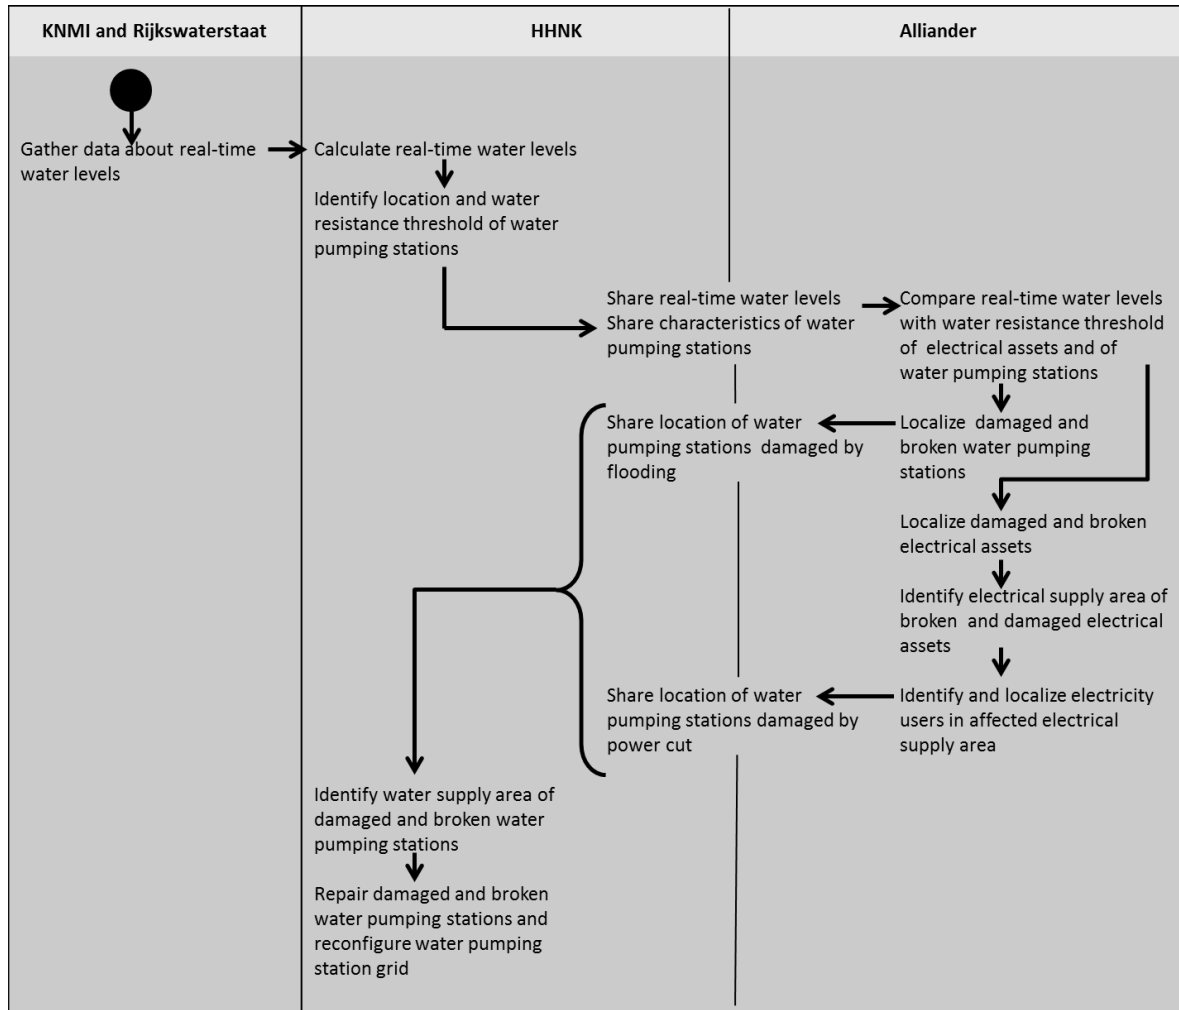 KNMI and Rijkswaterstaat
HHNK
Alliander
Gather data about real-time
water levels
Calculate real-time water levels
Identify location and water
resistance threshold of water
pumping stations
Share real-time water levels
Share characteristics of water
pumping stations
Compare real-time water levels
with water resistance threshold
of electrical assets and of
water pumping stations
Share location of water
pumping stations damaged by
flooding
Localize damaged and
broken water pumping
stations
Localize damaged and broken
electrical assets
Identify electrical supply area of
broken and damaged electrical
assets
Share location of water
pumping stations damaged by
power cut
Identify and localize electricity
users in affected electrical
supply area
Identify water supply area of
damaged and broken water
pumping stations
Repair damaged and broken
water pumping stations and
reconfigure water pumping
station grid